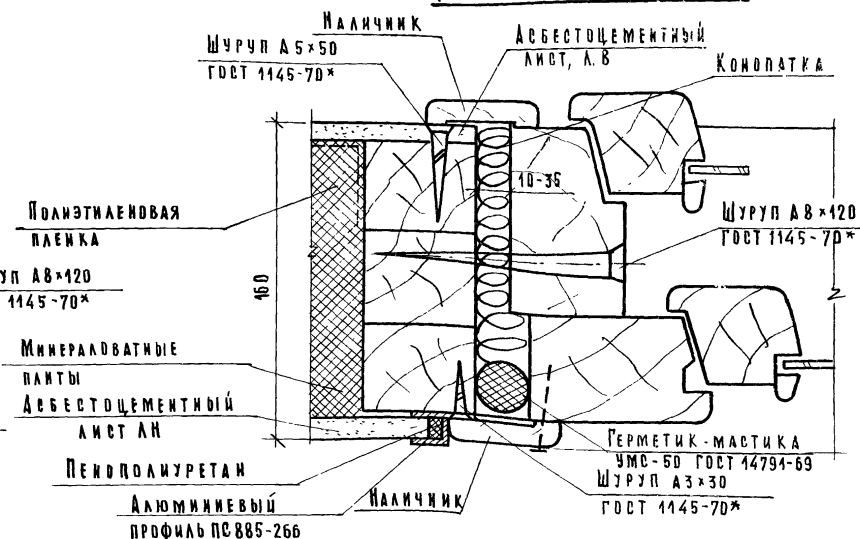 Наличник
Шуруп А5×50
ГОСТ 1145-70*
Асбестоцементный
лист, Л.В
Конопатка
10-35
Полиэтиленовая
пленка
Шуруп А8×120
ГОСТ 1145-70*
уп А8×120
1145-70*
160
Минераловатные
плиты
Асбестоцементный
лист ЛН
Пенополиуретан
Алюминиевый
профиль ПС885-266
Наличник
Герметик-мастика
УМС-50 ГОСТ 14791-69
Шуруп А3×30
ГОСТ 1145-70*